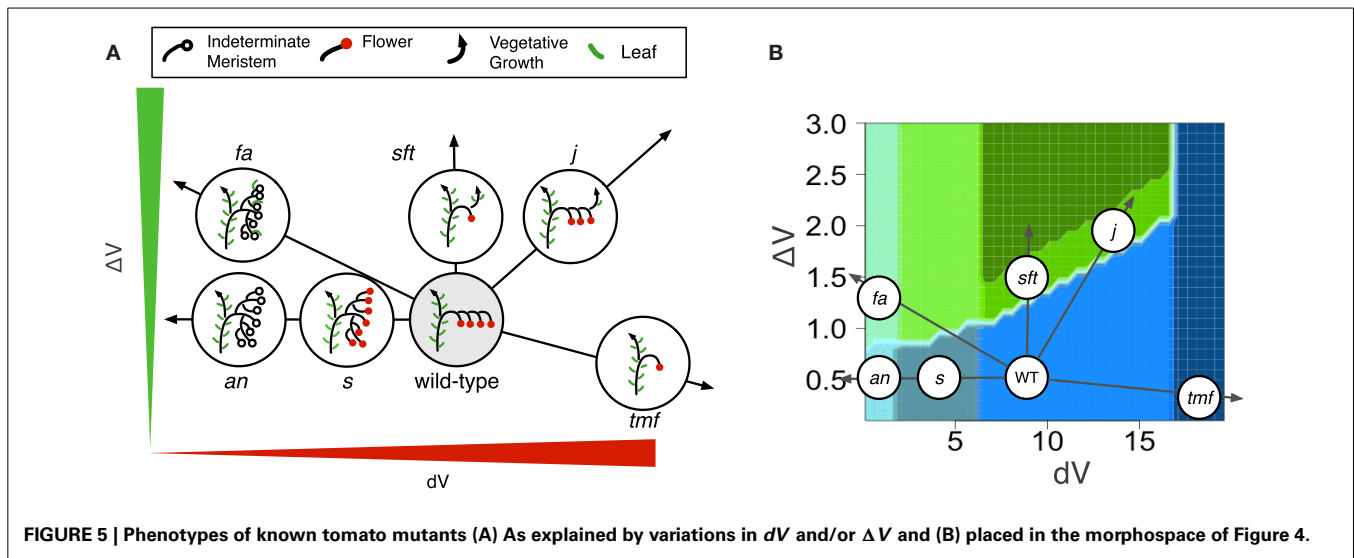 A
Indeterminate
Meristem
Flower
Vegetative
Growth
Leaf
B
fa
sft
j
ΔV
an
s
wild-type
tmf
dV
3.0
2.5
2.0
1.5
1.0
0.5
ΔV
j
sft
fa
an
s
WT
tmf
5
10
15
dV
FIGURE 5 | Phenotypes of known tomato mutants (A) As explained by variations in dV and/or ΔV and (B) placed in the morphospace of Figure 4.